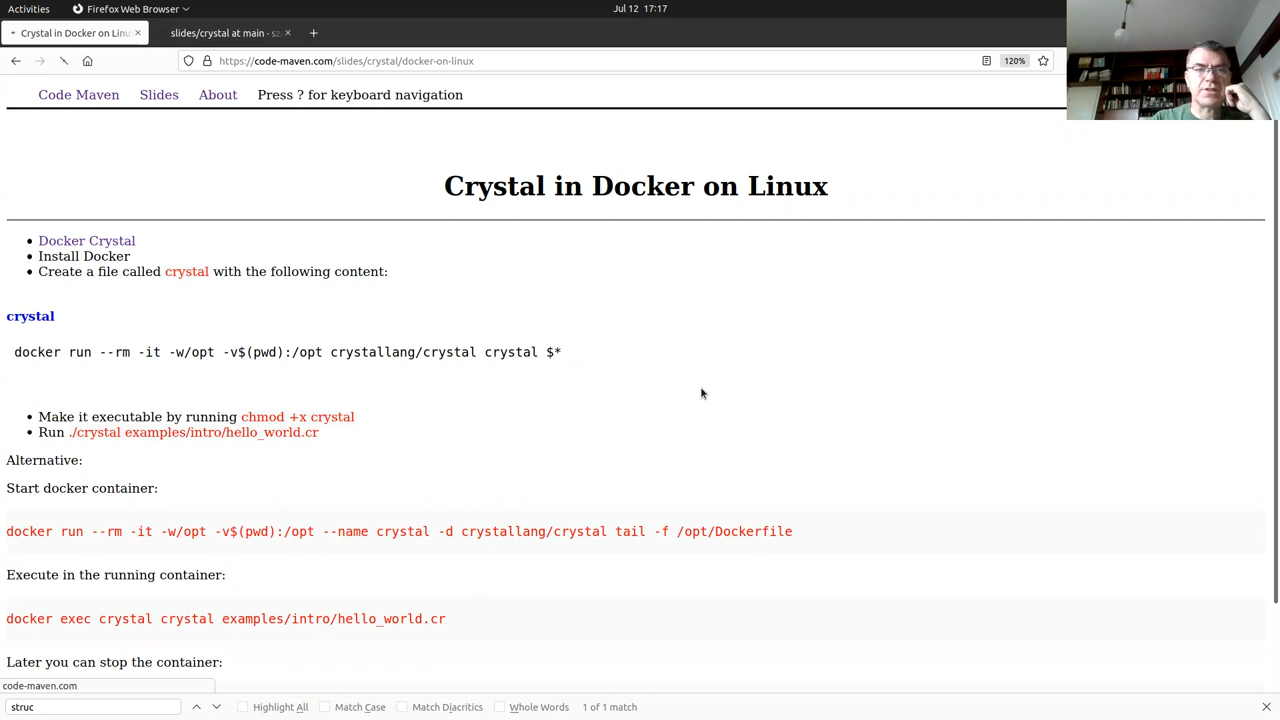 Activities
Firefox Web Browser
Jul 12 17:17
Crystal in Docker on Linu
slides/crystal at main · sz
https://code-maven.com/slides/crystal/docker-on-linux
120%
Code Maven Slides About Press ? for keyboard navigation
Crystal in Docker on Linux
Docker Crystal
Install Docker
Create a file called crystal with the following content:
crystal
docker run --rm -it -w/opt -v$(pwd):/opt crystallang/crystal crystal $*
Make it executable by running chmod +x crystal
Run ./crystal examples/intro/hello_world.cr
Alternative:
Start docker container:
docker run --rm -it -w/opt -v$(pwd):/opt --name crystal -d crystallang/crystal tail -f /opt/Dockerfile
Execute in the running container:
docker exec crystal crystal examples/intro/hello_world.cr
Later you can stop the container:
code-maven.com
struc
Highlight All Match Case Match Diacritics Whole Words 1 of 1 match